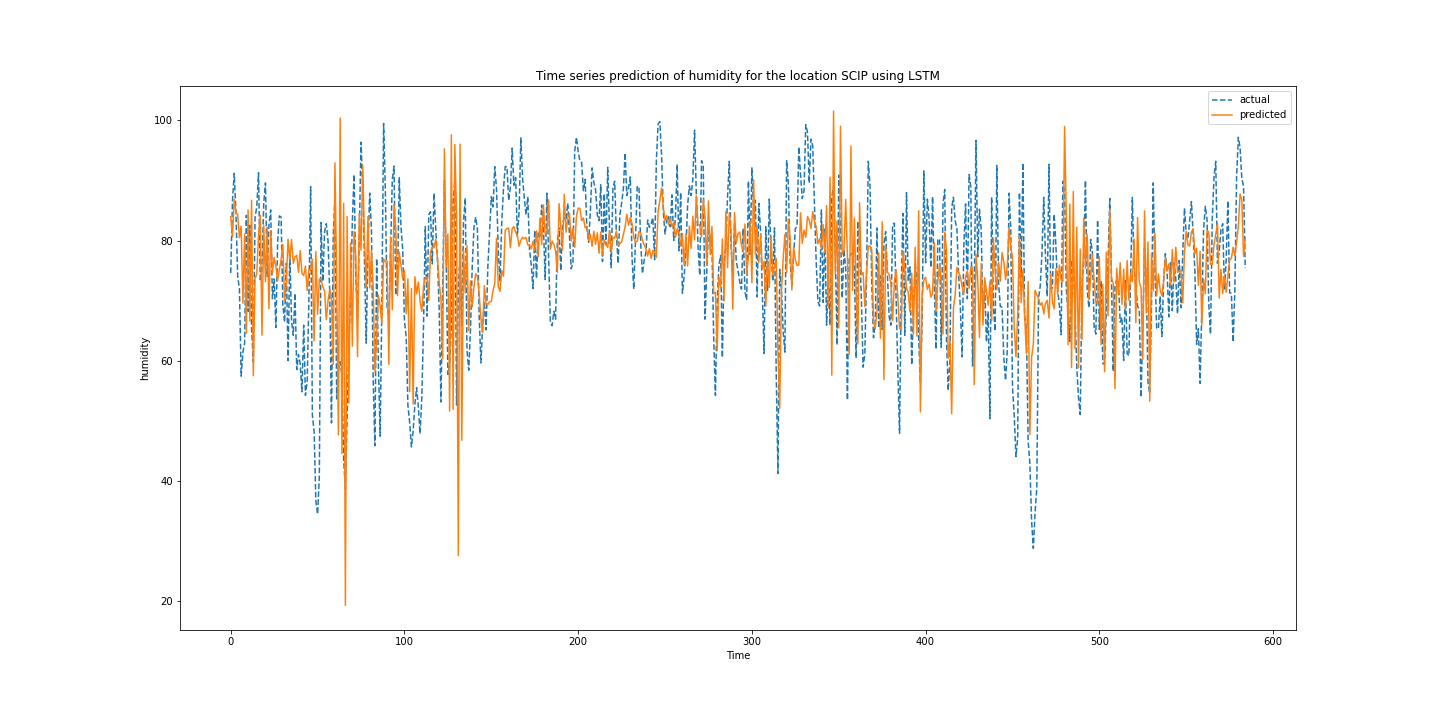 Time series prediction of humidity for the location SCIP using LSTM
actual
predicted
100
80
60
40
20
humidity
0 100 200 300 400 500 600
Time